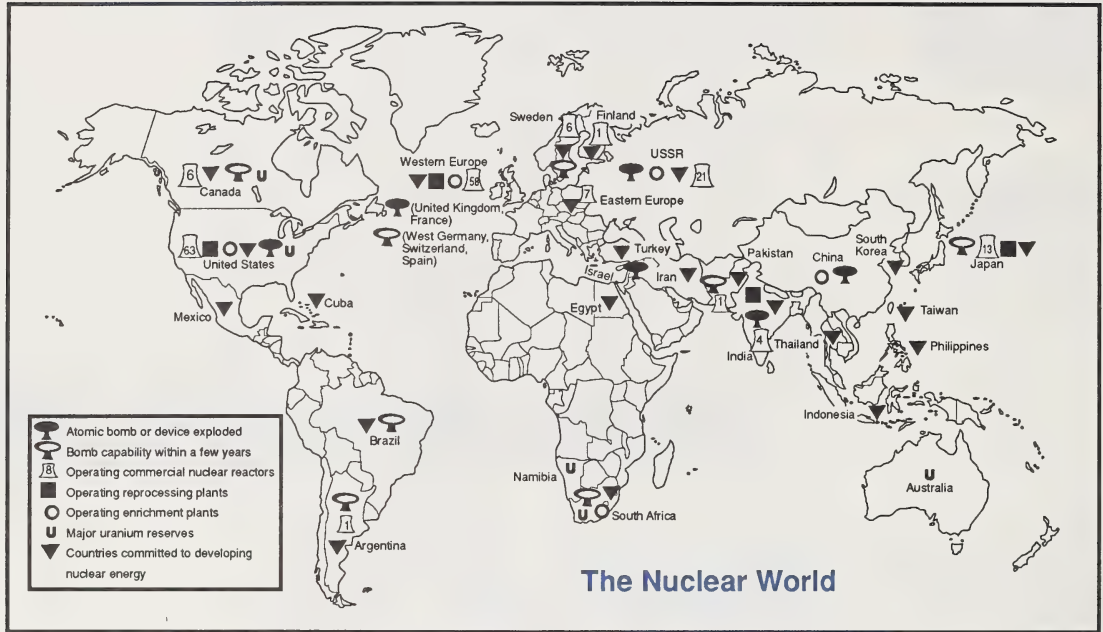 Sweden
6
Finland
1
Western Europe
58
USSR
21
6
Canada
7
Eastern Europe
(United Kingdom,
France)
(West Germany,
Switzerland,
Spain)
63
United States
Turkey
Israel
Iran
Pakistan
1
China
South
Korea
13
Japan
Mexico
Cuba
Egypt
4
India
Thailand
Taiwan
Philippines
Indonesia
Brazil
Namibia
South Africa
Australia
1
Argentina
Atomic bomb or device exploded
Bomb capability within a few years
8 Operating commercial nuclear reactors
Operating reprocessing plants
Operating enrichment plants
U Major uranium reserves
Countries committed to developing
nuclear energy
The Nuclear World